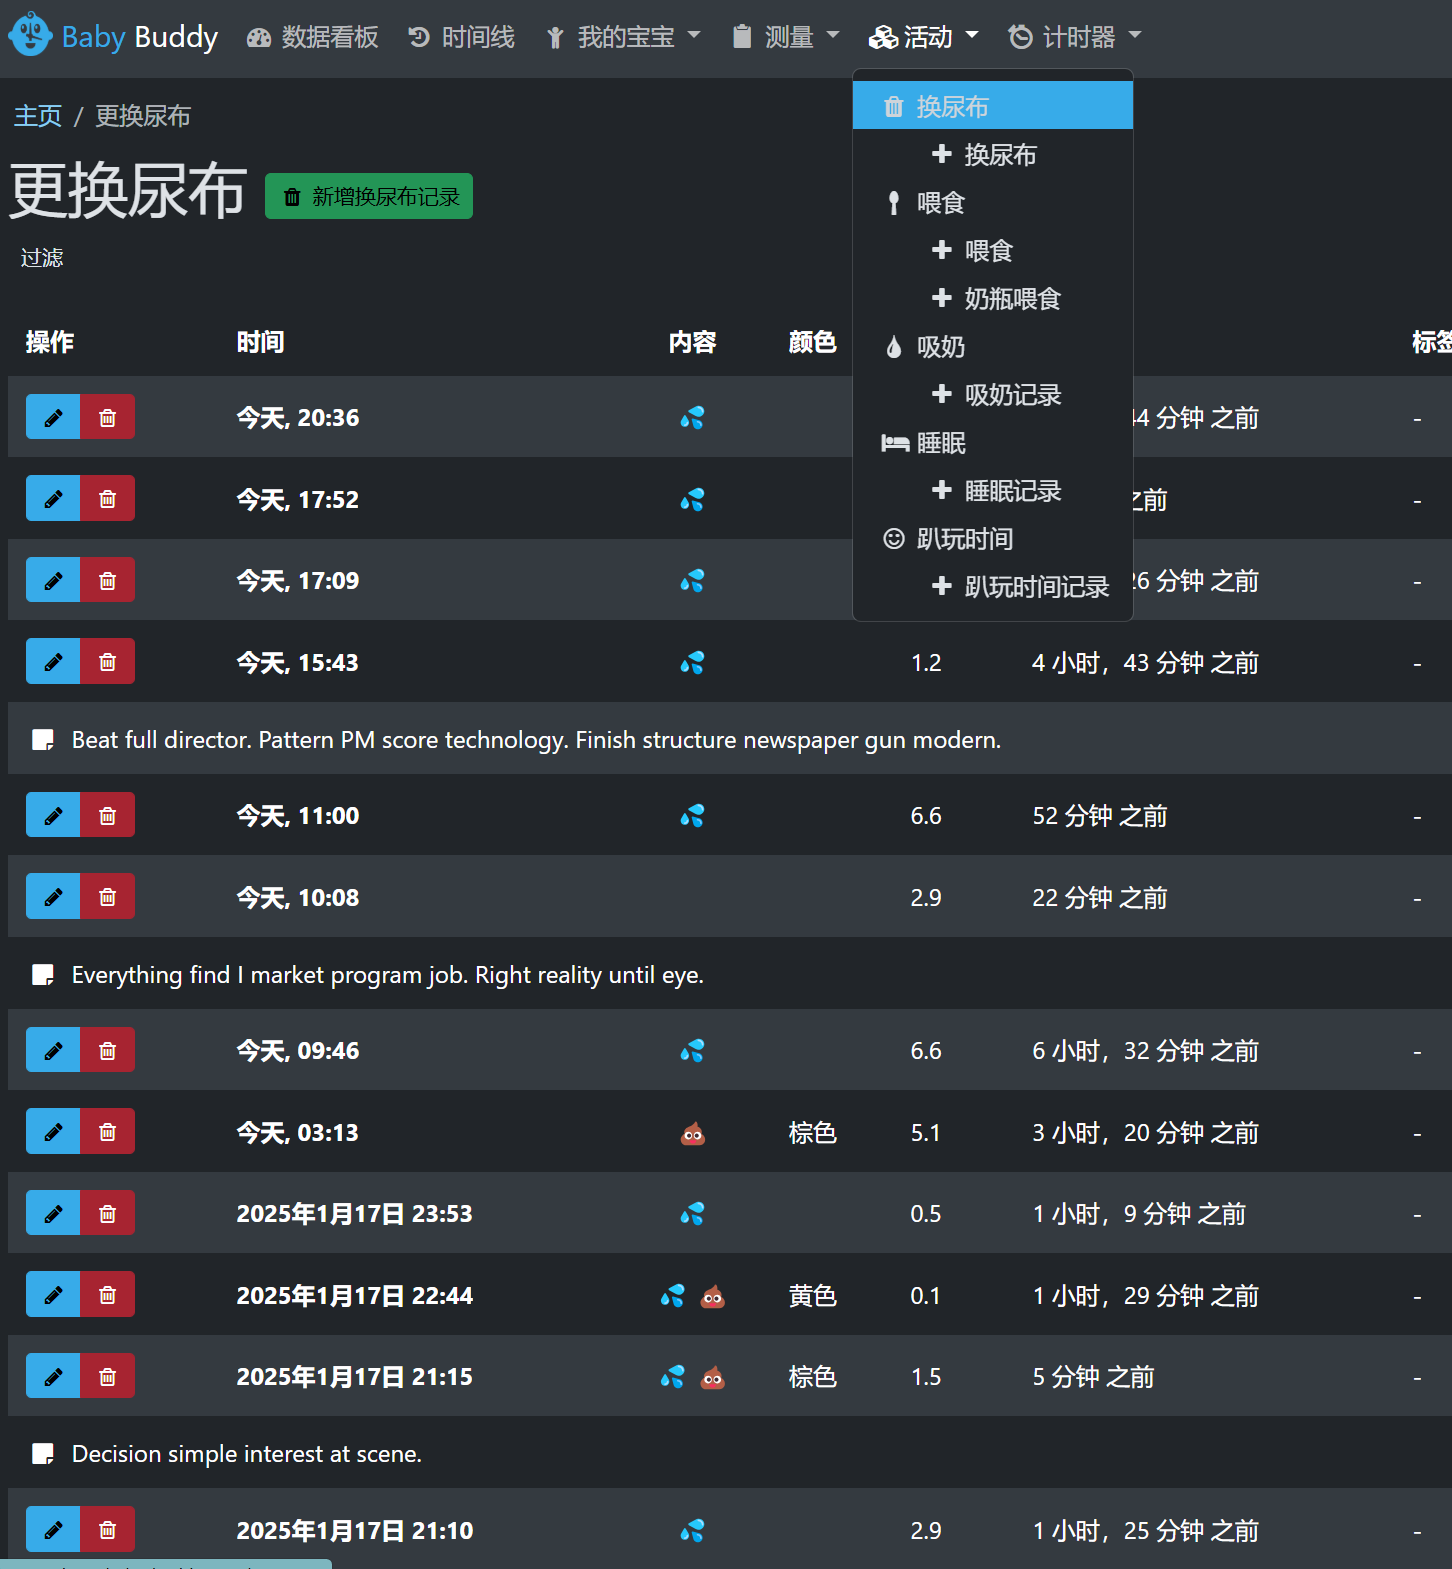 Baby Buddy 数据看板 时间线 我的宝宝 测量 活动 计时器
主页 / 更换尿布
更换尿布 新增换尿布记录
过滤
换尿布
换尿布
喂食
喂食
奶瓶喂食
吸奶
吸奶记录
睡眠
睡眠记录
趴玩时间
趴玩时间记录
操作 时间 内容 颜色
今天, 20:36 44 分钟 之前 -
今天, 17:52 之前 -
今天, 17:09 26 分钟 之前 -
今天, 15:43 1.2 4 小时，43 分钟 之前 -
Beat full director. Pattern PM score technology. Finish structure newspaper gun modern.
今天, 11:00 6.6 52 分钟 之前 -
今天, 10:08 2.9 22 分钟 之前 -
Everything find I market program job. Right reality until eye.
今天, 09:46 6.6 6 小时，32 分钟 之前 -
今天, 03:13 棕色 5.1 3 小时，20 分钟 之前 -
2025年1月17日 23:53 0.5 1 小时，9 分钟 之前 -
2025年1月17日 22:44 黄色 0.1 1 小时，29 分钟 之前 -
2025年1月17日 21:15 棕色 1.5 5 分钟 之前 -
Decision simple interest at scene.
2025年1月17日 21:10 2.9 1 小时，25 分钟 之前 -